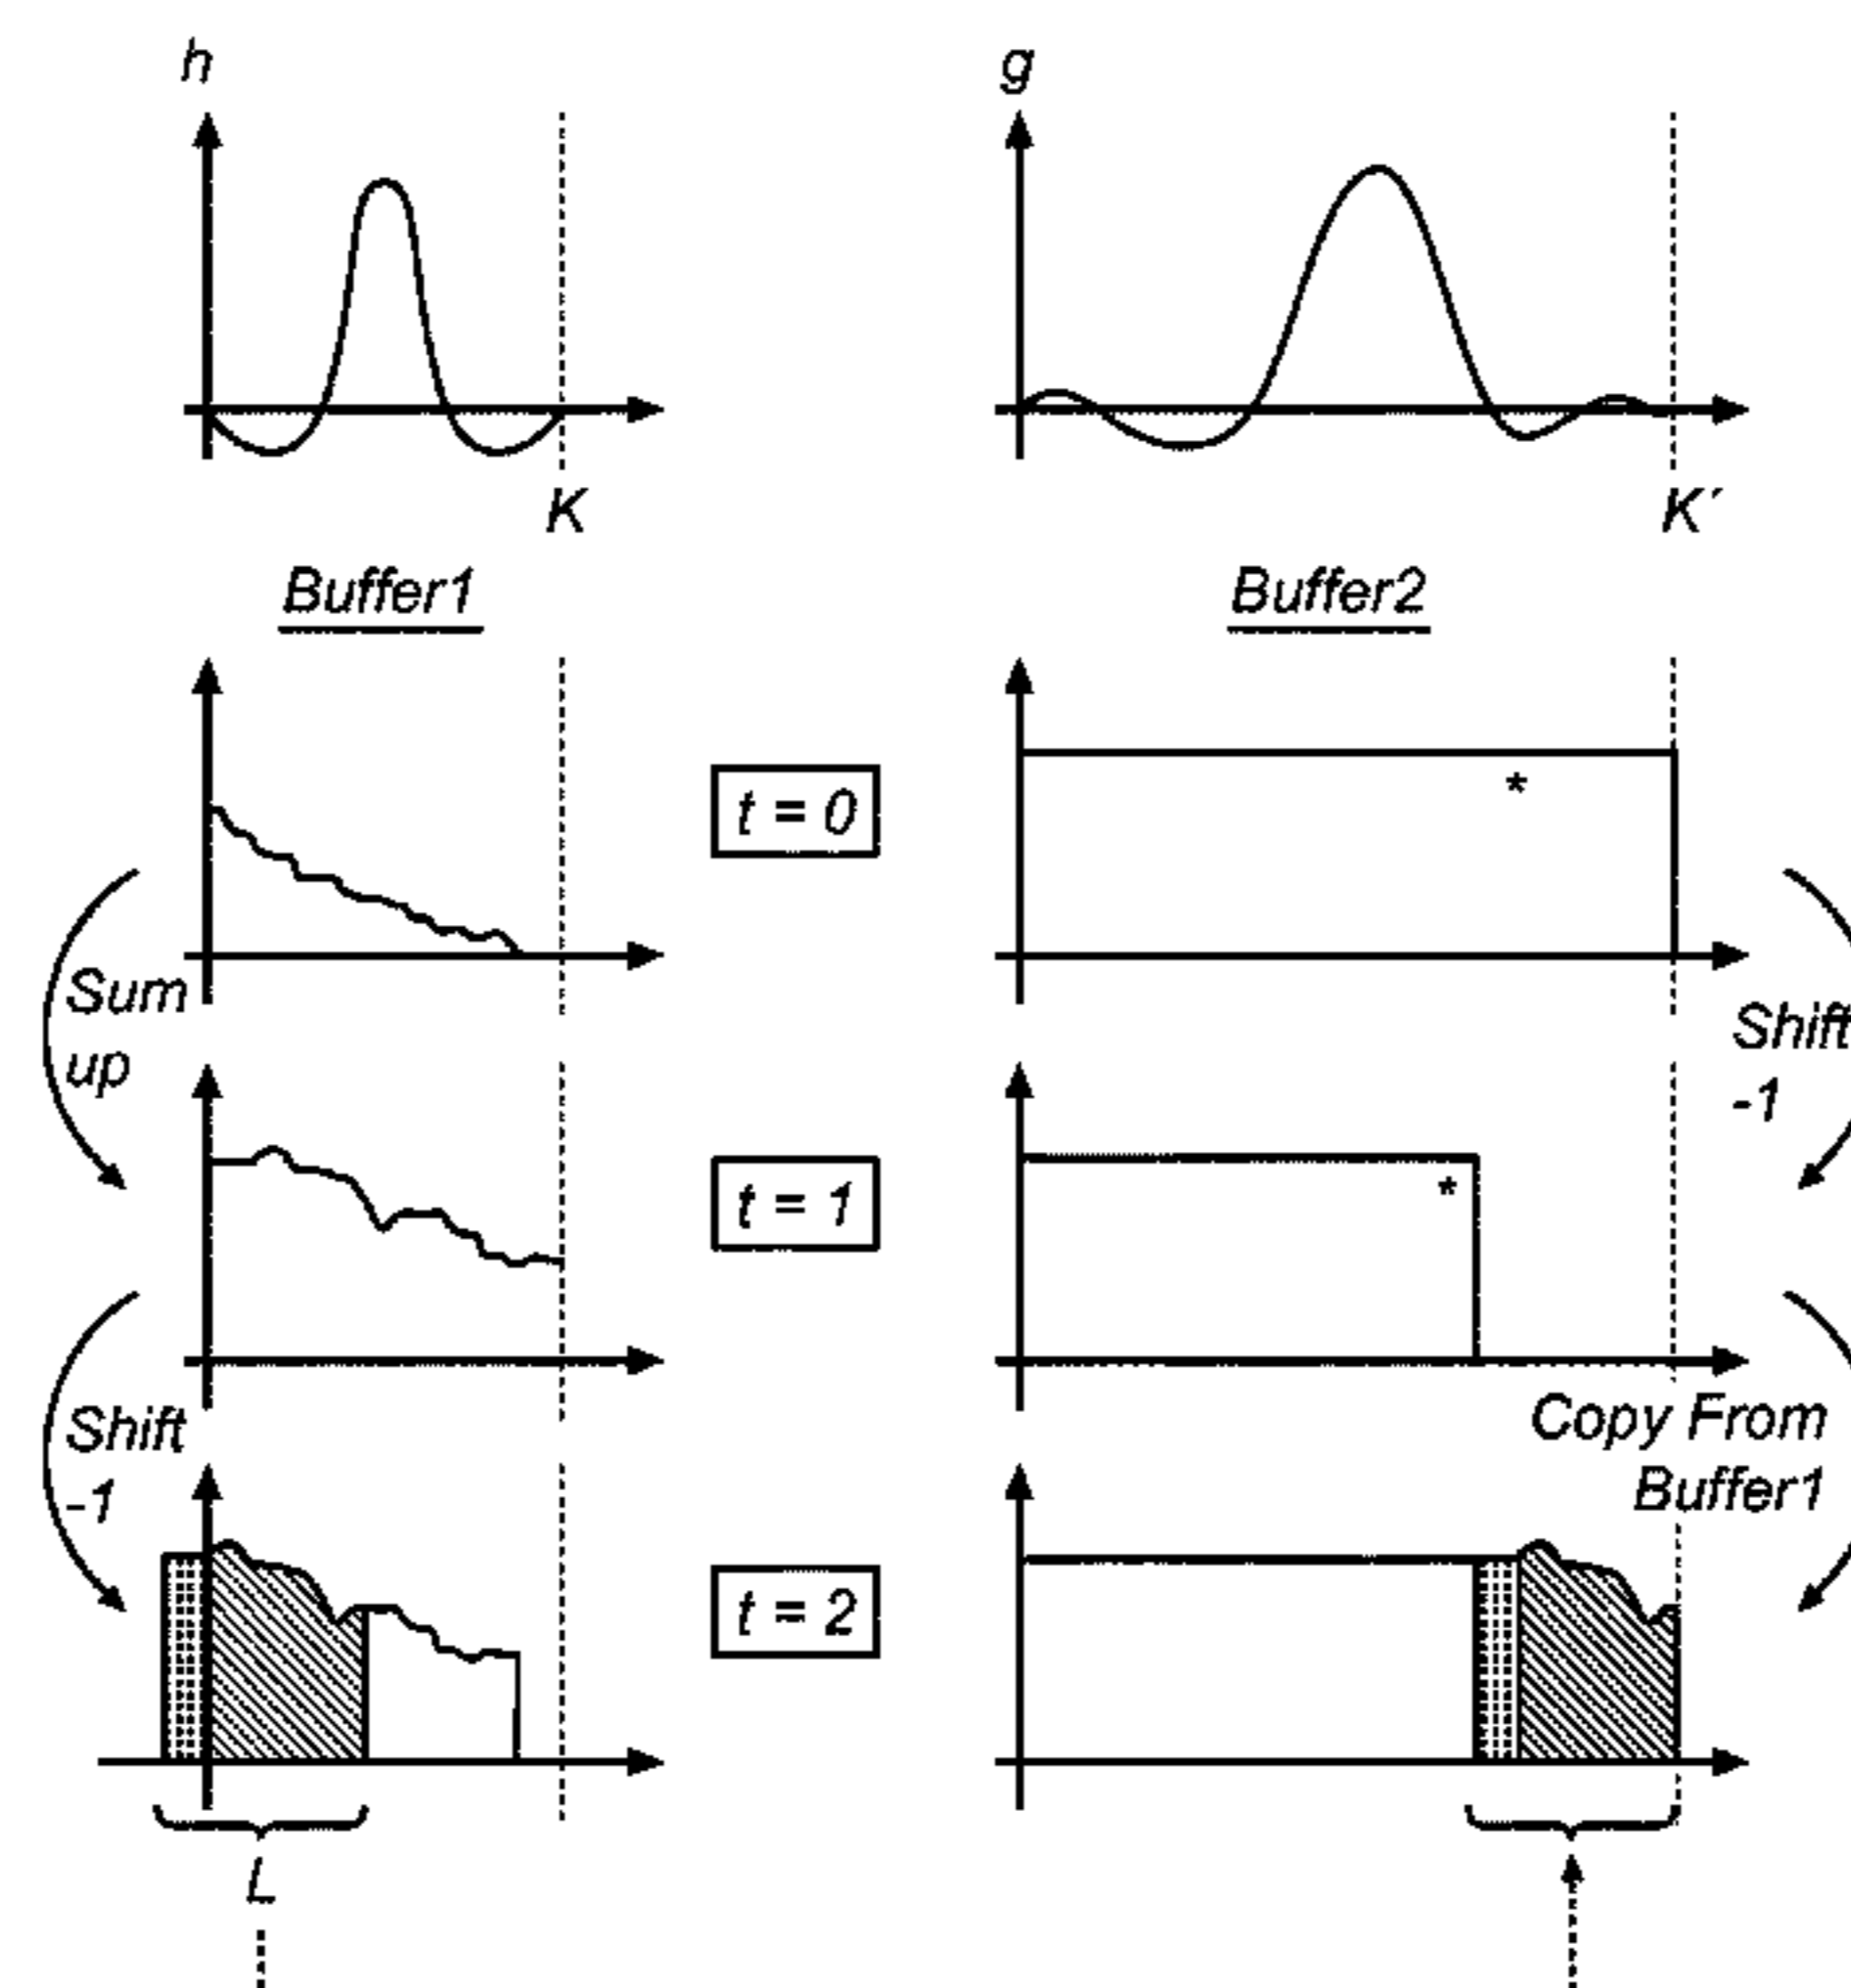 h
g
K
K´
Buffer1
Buffer2
t = 0
*
Sum
up
Shift
-1
t = 1
*
Shift
-1
Copy From
Buffer1
t = 2
L